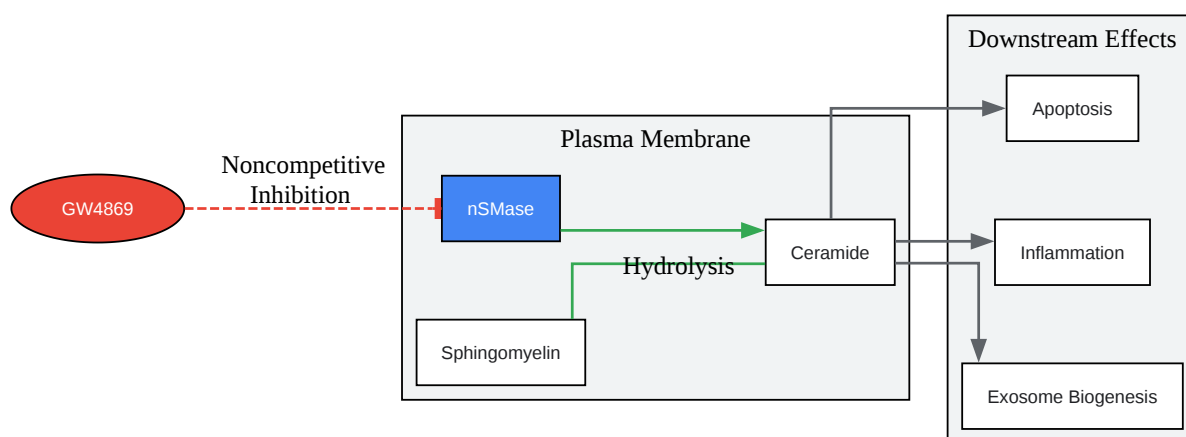 Downstream Effects
Apoptosis
Plasma Membrane
Noncompetitive
Inhibition
GW4869
nSMase
Ceramide
Inflammation
Hydrolysis
Sphingomyelin
Exosome Biogenesis